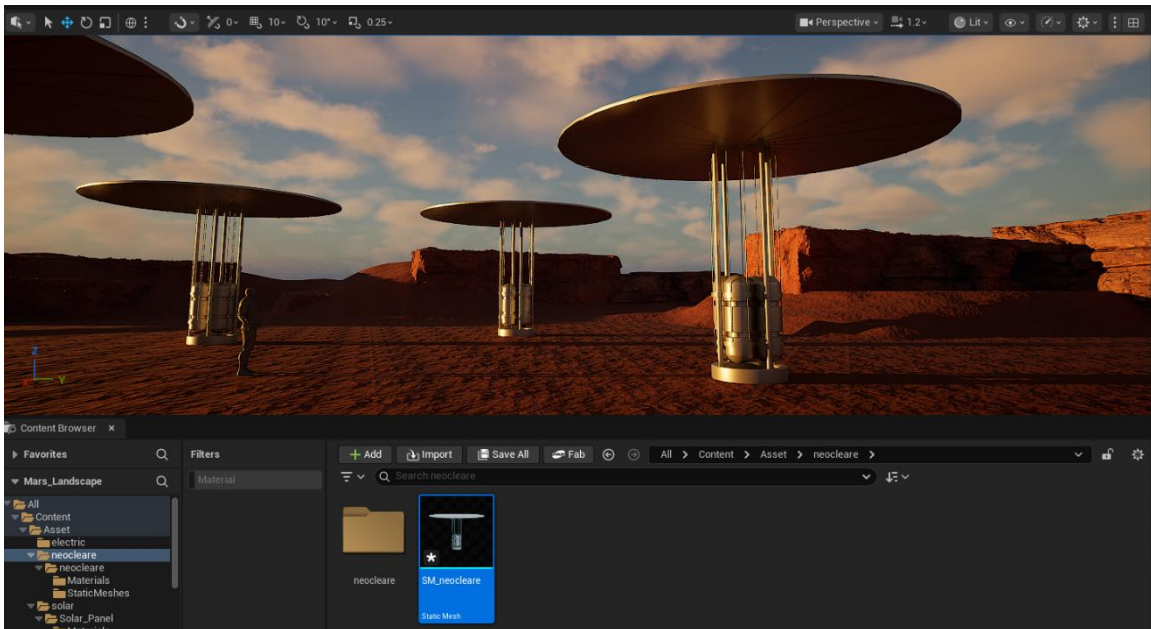 0 10 10° 0.25 Perspective 1.2 Lit
Z
Y
Content Browser
Favorites
Filters
Add Import Save All Fab All > Content > Asset > neocleare >
Mars_Landscape
Material
Search neocleare
All
Content
Asset
electric
neocleare
neocleare
Materials
StaticMeshes
solar
Solar_Panel
neocleare
SM_neocleare
Static Mesh